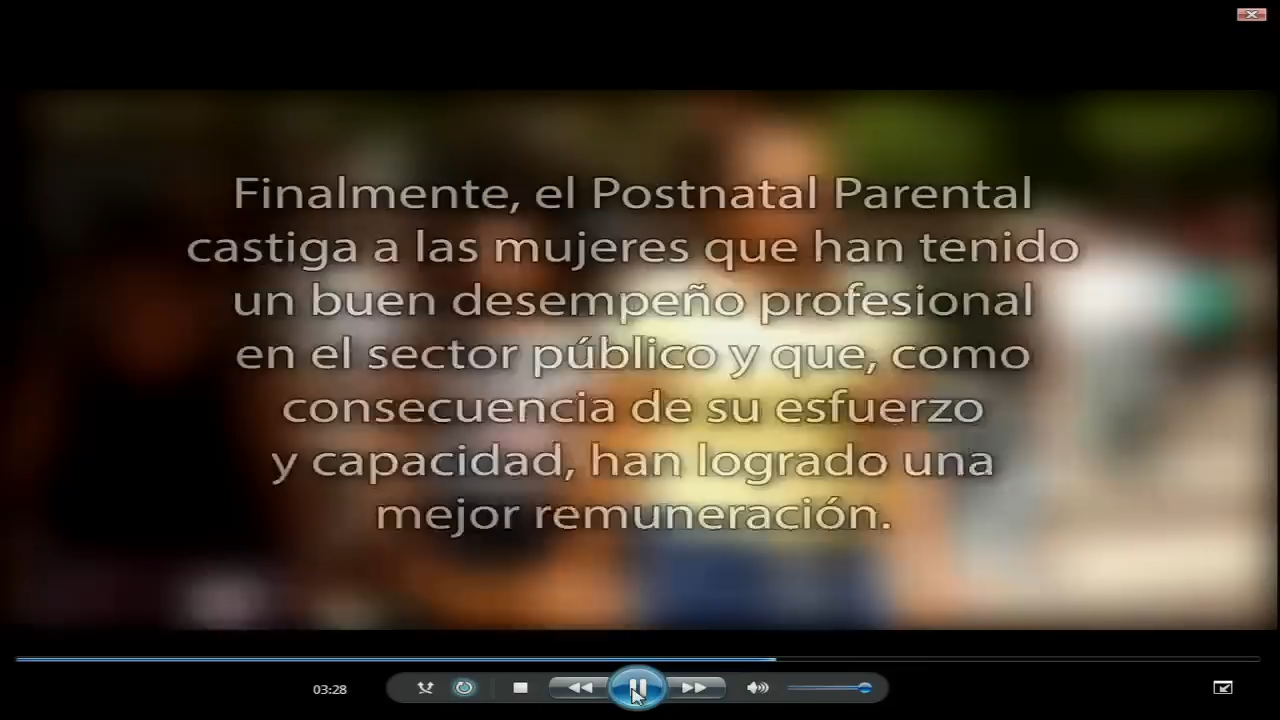 Finalmente, el Postnatal Parental
castiga a las mujeres que han tenido
un buen desempeño profesional
en el sector público y que, como
consecuencia de su esfuerzo
y capacidad, han logrado una
mejor remuneración.
03:28